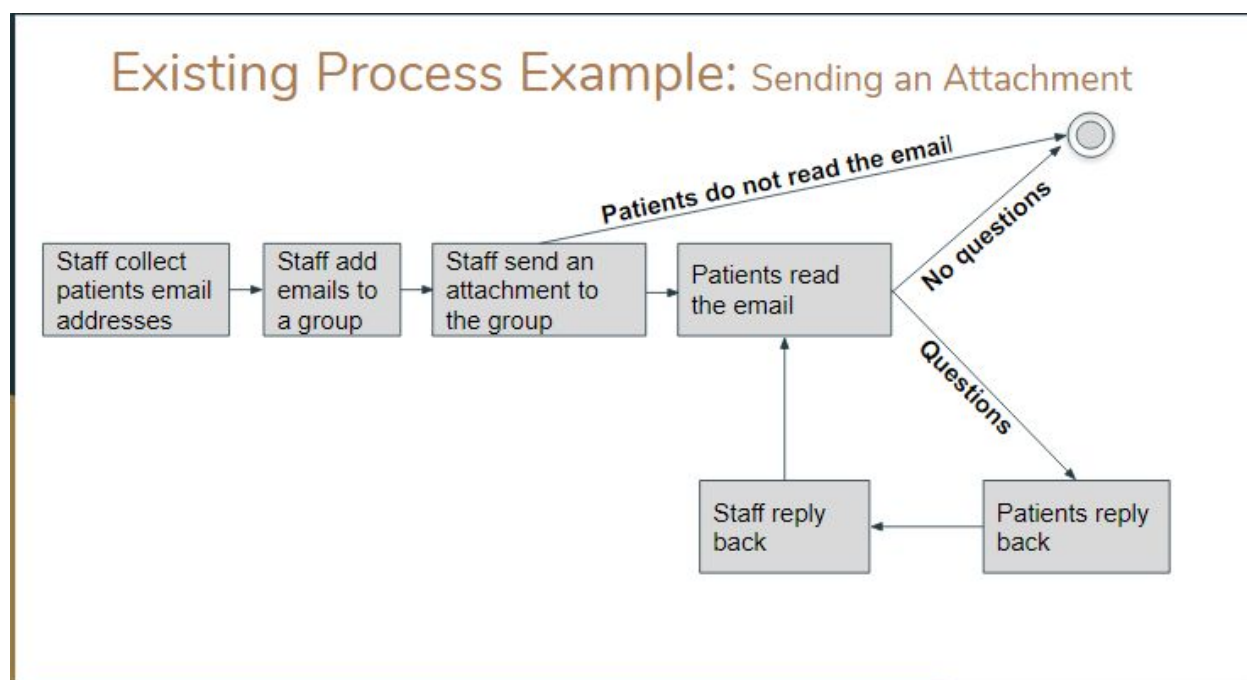 Existing Process Example: Sending an Attachment
Patients do not read the email
Staff collect
patients email
addresses
Staff add
emails to
a group
Staff send an
attachment to
the group
Patients read
the email
No questions
Questions
Staff reply
back
Patients reply
back